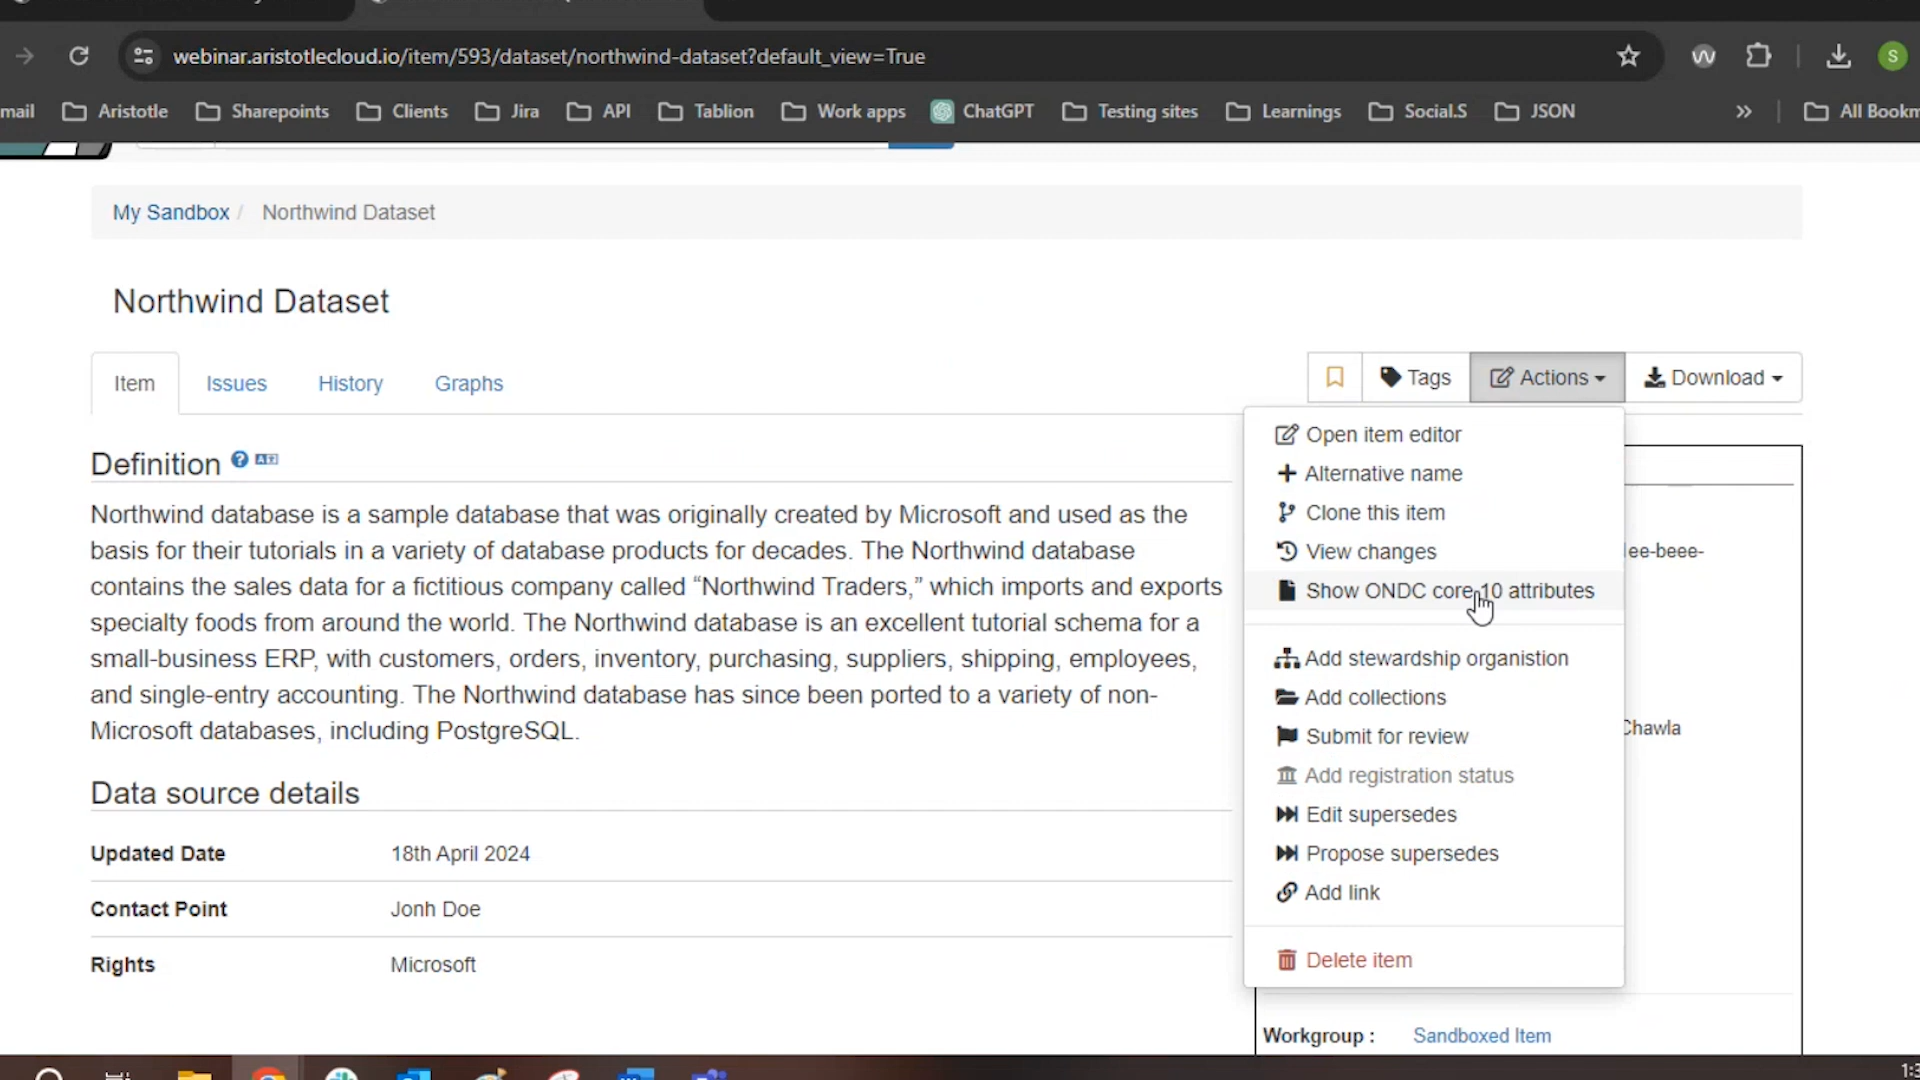 webinar.aristotlecloud.io/item/593/dataset/northwind-dataset?default_view=True
S
mail Aristotle Sharepoints Clients Jira API Tablion Work apps ChatGPT Testing sites Learnings Social.S JSON » All Bookm
My Sandbox / Northwind Dataset
Northwind Dataset
Item Issues History Graphs
Tags Actions Download
Open item editor
Alternative name
Clone this item
View changes
Show ONDC core 10 attributes
Add stewardship organistion
Add collections
Submit for review
Add registration status
Edit supersedes
Propose supersedes
Add link
Delete item
Definition
Northwind database is a sample database that was originally created by Microsoft and used as the
basis for their tutorials in a variety of database products for decades. The Northwind database
contains the sales data for a fictitious company called “Northwind Traders,” which imports and exports
specialty foods from around the world. The Northwind database is an excellent tutorial schema for a
small-business ERP, with customers, orders, inventory, purchasing, suppliers, shipping, employees,
and single-entry accounting. The Northwind database has since been ported to a variety of non-
Microsoft databases, including PostgreSQL.
Data source details
Updated Date 18th April 2024
Contact Point Jonh Doe
Rights Microsoft
lee-beee-
Chawla
Workgroup : Sandboxed Item